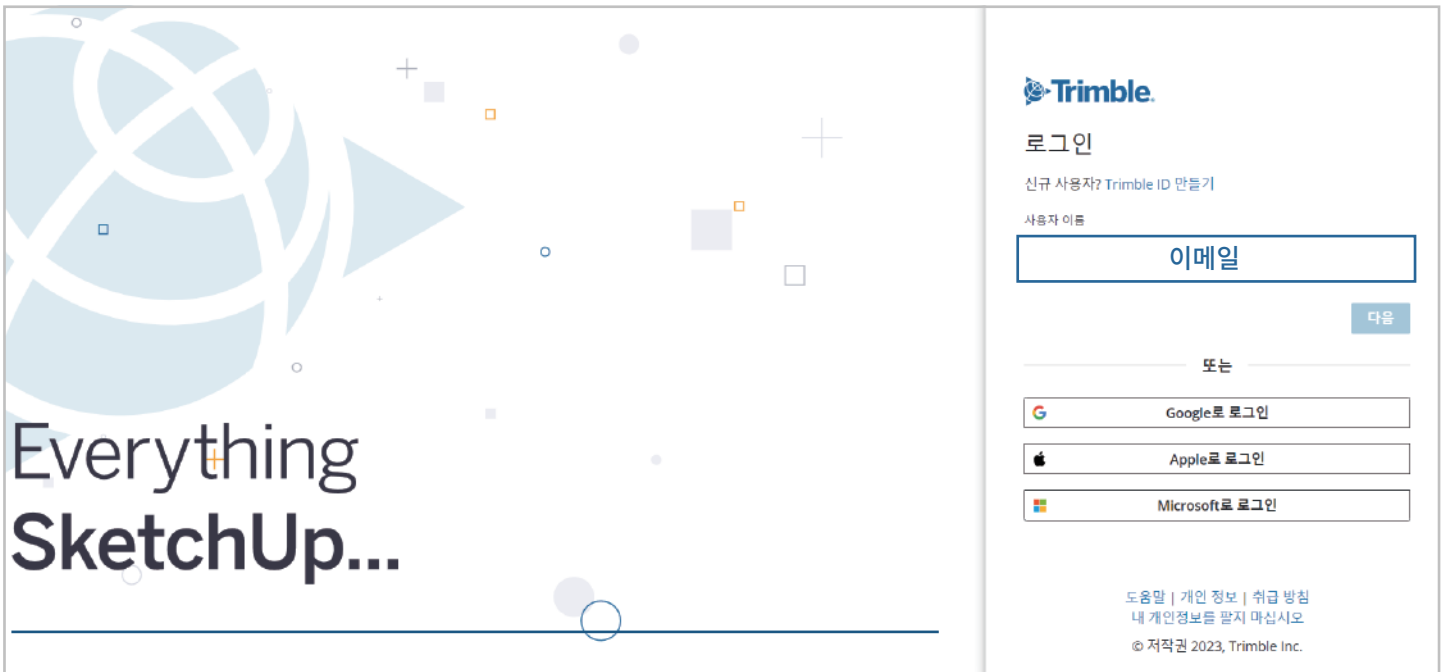 Everything
SketchUp...
Trimble.
로그인
신규 사용자? Trimble ID 만들기
사용자 이름
이메일
다음
또는
Google로 로그인
Apple로 로그인
Microsoft로 로그인
도움말 | 개인 정보 | 취급 방침
내 개인정보를 팔지 마십시오
© 저작권 2023, Trimble Inc.